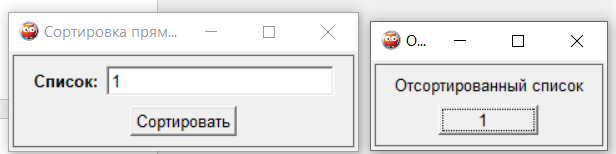 Сортировка прям...
Список: 1
Сортировать
О...
Отсортированный список
1